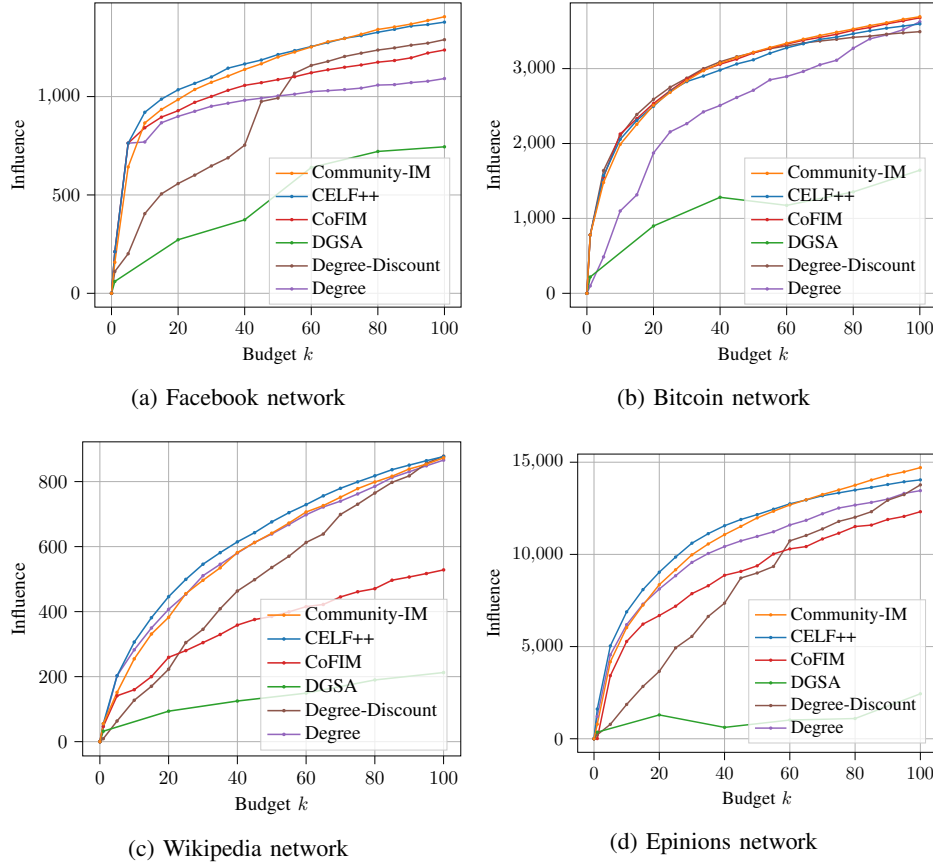 1,000
500
0
Influence
Community-IM
CELF++
CoFIM
DGSA
Degree-Discount
Degree
0 20 40 60 80 100
Budget k
(a) Facebook network
3,000
2,000
1,000
0
Influence
Community-IM
CELF++
CoFIM
DGSA
Degree-Discount
Degree
0 20 40 60 80 100
Budget k
(b) Bitcoin network
800
600
400
200
0
Influence
Community-IM
CELF++
CoFIM
DGSA
Degree-Discount
Degree
0 20 40 60 80 100
Budget k
(c) Wikipedia network
15,000
10,000
5,000
0
Influence
Community-IM
CELF++
CoFIM
DGSA
Degree-Discount
Degree
0 20 40 60 80 100
Budget k
(d) Epinions network